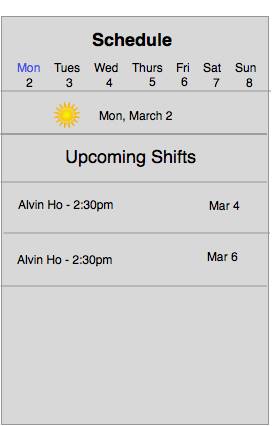 Schedule
Mon Tues Wed Thurs Fri Sat Sun
2 3 4 5 6 7 8
Mon, March 2
Upcoming Shifts
Alvin Ho - 2:30pm Mar 4
Alvin Ho - 2:30pm Mar 6